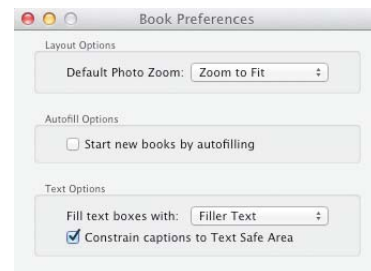 Book Preferences
Layout Options
Default Photo Zoom: Zoom to Fit
Autofill Options
Start new books by autofilling
Text Options
Fill text boxes with: Filler Text
Constrain captions to Text Safe Area